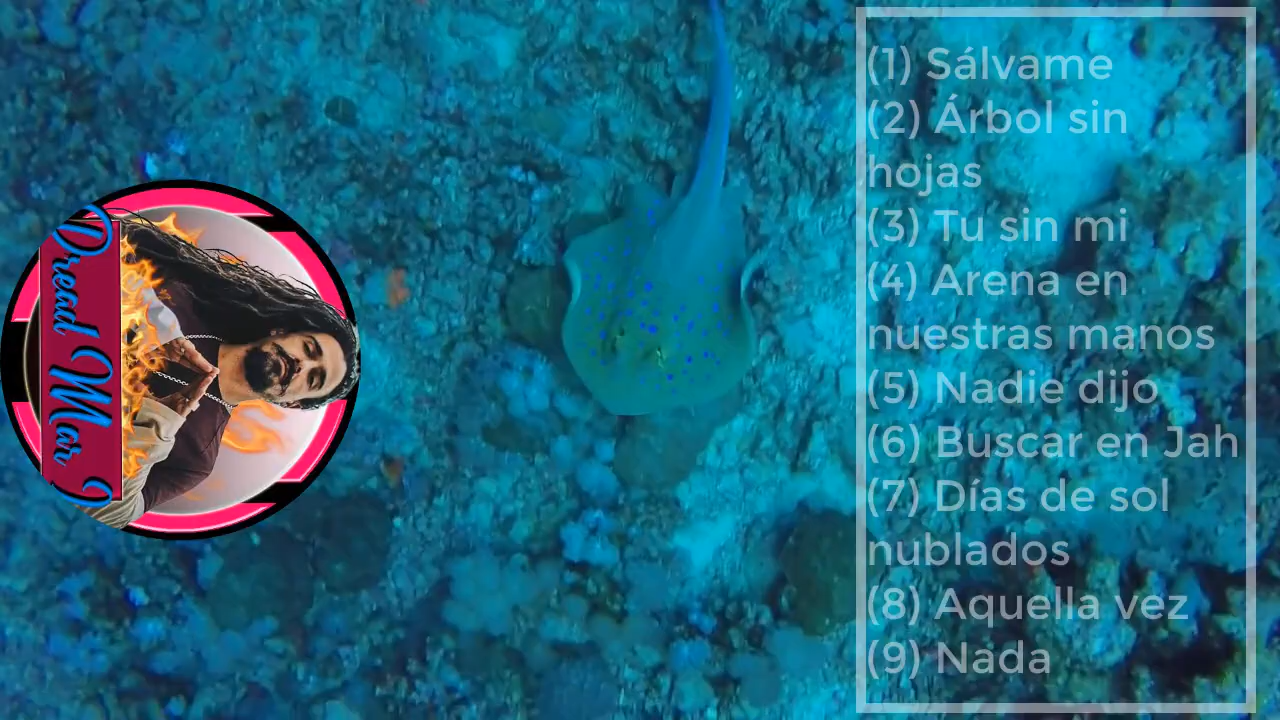 Dread Mar I
(1) Sálvame
(2) Árbol sin
hojas
(3) Tu sin mi
(4) Arena en
nuestras manos
(5) Nadie dijo
(6) Buscar en Jah
(7) Días de sol
nublados
(8) Aquella vez
(9) Nada